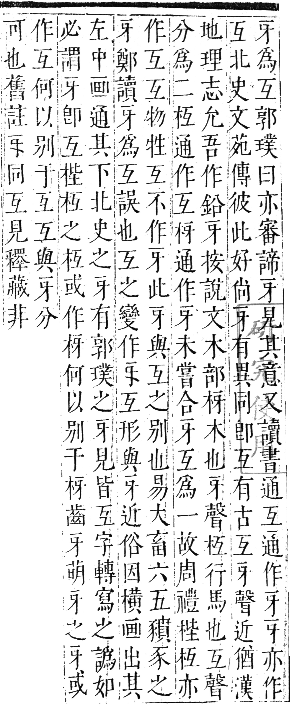 牙爲互郭璞曰亦審諦牙見其意又讀書通互通作牙牙亦作
互北史文苑傳彼此好尚牙有異同卽互有古互牙聲近猶漢
地理志允吾作鉛牙按說文木部枒木也牙聲枑行馬也互聲
分爲二枑通作互枒通作牙未嘗合牙互爲一故周禮梐枑亦
作互互物牲互不作牙此牙與互之別也易大畜六五豶豕之
牙鄭讀牙爲互誤也互之變作𠄭互形與牙近俗因橫画出其
左中画通其下北史之牙有郭璞之牙見皆互字轉寫之譌如
必謂牙卽互梐枑之枑或作枒何以别于枒齒牙萌牙之牙或
作互何以别于互互與牙分
可也舊註𠄭同互見釋藏非